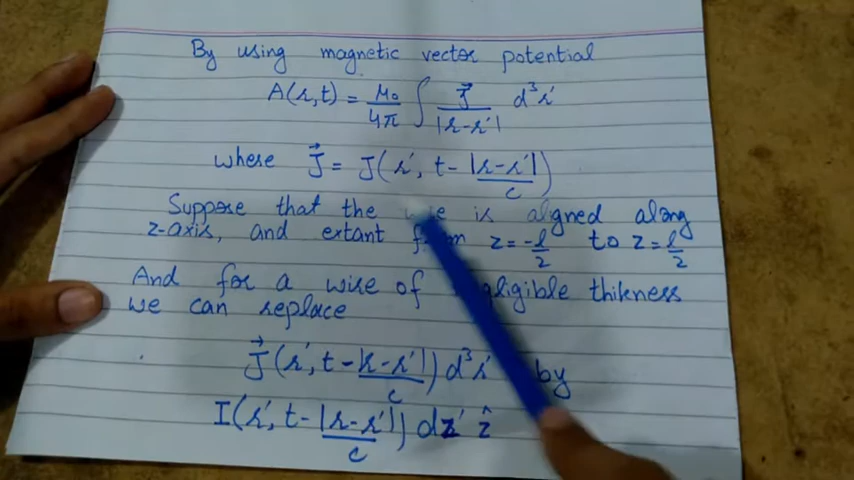 By using magnetic vector potential
A(r,t) = μ₀/4π ∫ J⃗/|r-r'| d³r'
where J⃗ = J(r', t - |r-r'|/c)
Suppose that the is aligned along
z-axis, and extant z = -l/2 to z = l/2
And for a wire of thikness
we can replace
J⃗(r', t - |r-r'|/c) d³r' by
I(r', t - |r-r'|/c) dz' ẑ